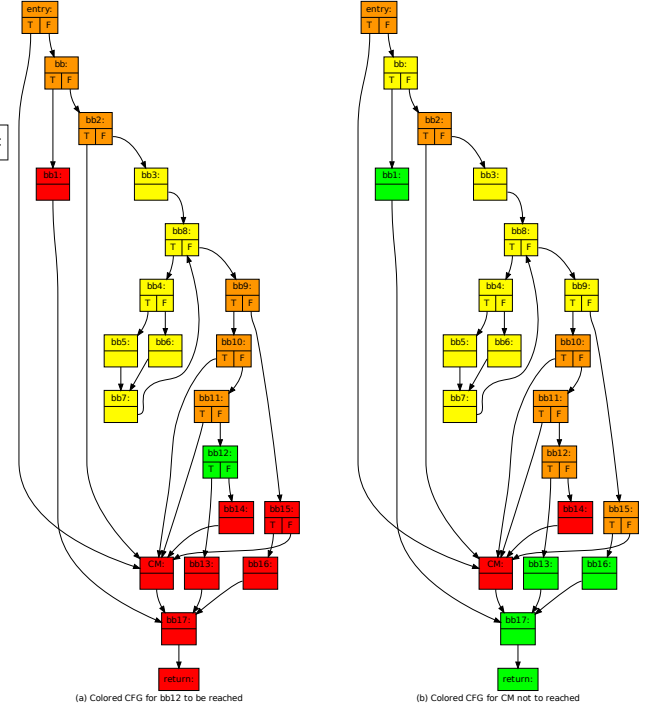 entry:
T F
bb:
T F
bb2:
T F
bb1:
bb3:
bb8:
T F
bb4:
T F
bb9:
T F
bb5:
bb6:
bb10:
T F
bb7:
bb11:
T F
bb12:
T F
bb14:
bb15:
T F
CM:
bb13:
bb16:
bb17:
return:
(a) Colored CFG for bb12 to be reached
entry:
T F
bb:
T F
bb2:
T F
bb1:
bb3:
bb8:
T F
bb4:
T F
bb9:
T F
bb5:
bb6:
bb10:
T F
bb7:
bb11:
T F
bb12:
T F
bb14:
bb15:
T F
CM:
bb13:
bb16:
bb17:
return:
(b) Colored CFG for CM not to reached